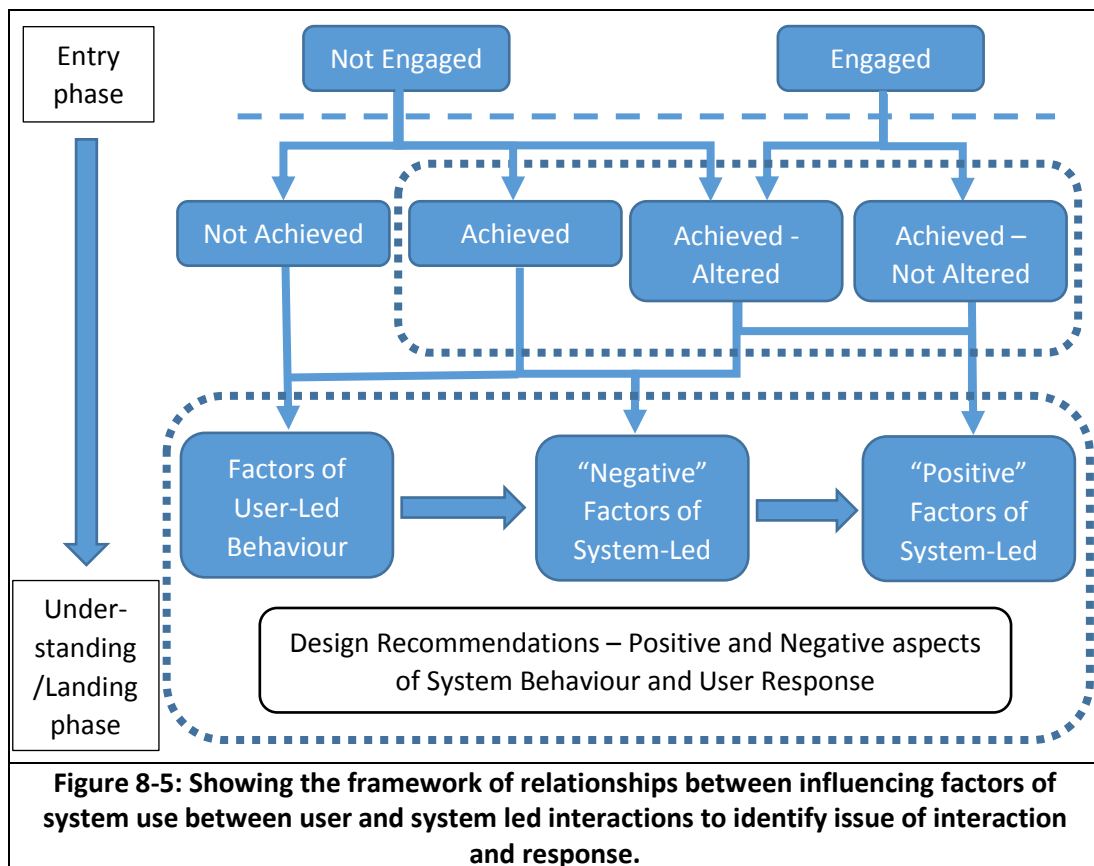 Entry
phase
Not Engaged
Engaged
Not Achieved
Achieved
Achieved -
Altered
Achieved –
Not Altered
Factors of
User-Led
Behaviour
“Negative”
Factors of
System-Led
“Positive”
Factors of
System-Led
Under-
standing
/Landing
phase
Design Recommendations – Positive and Negative aspects
of System Behaviour and User Response
Figure 8-5: Showing the framework of relationships between influencing factors of
system use between user and system led interactions to identify issue of interaction
and response.